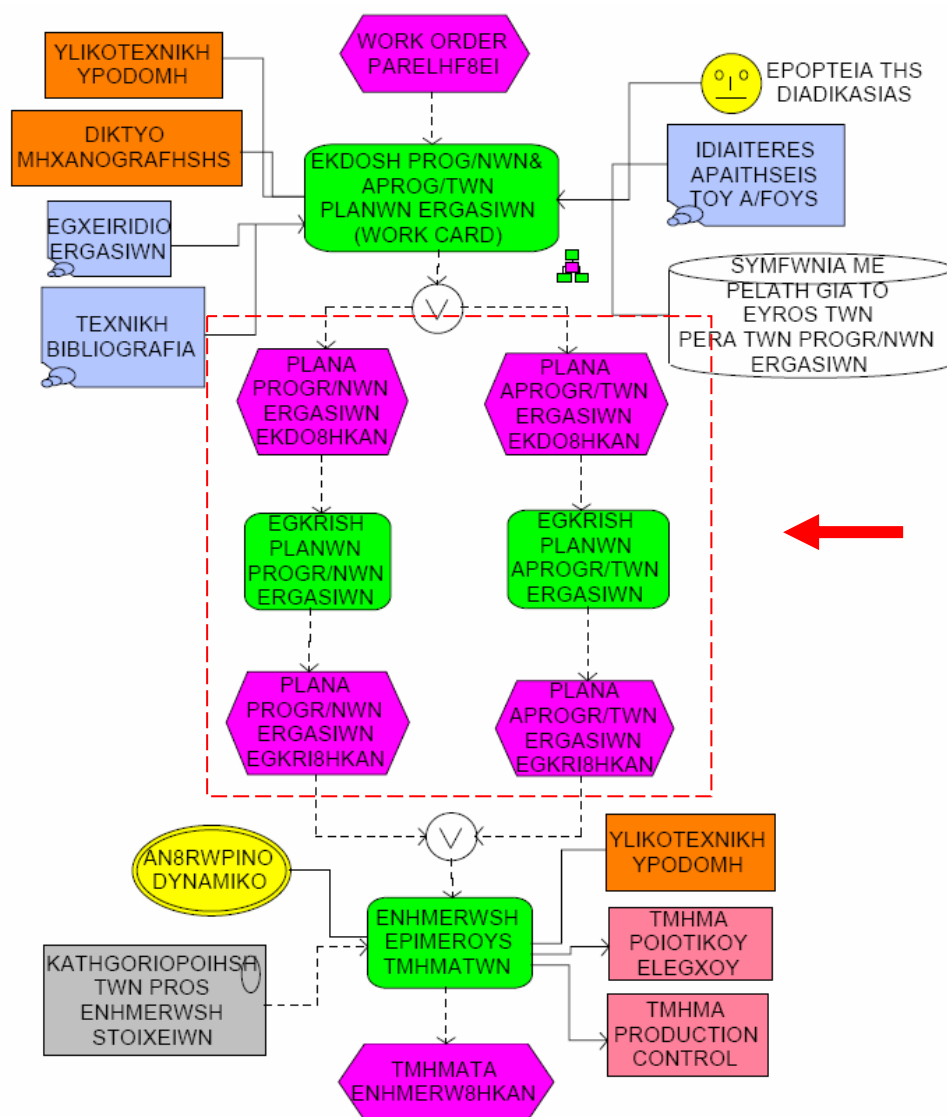 YLIKOTEXNIKH
YPODOMH
WORK ORDER
PARELHF8EI
EPOPTEIA THS
DIADIKASIAS
DIKTYO
MHXANOGRAFHSHS
EKDOSH PROG/NWN&
APROG/TWN
PLANWN ERGASIWN
(WORK CARD)
IDIAITERES
APAITHSEIS
TOY A/FOYS
EGXEIRIDIO
ERGASIWN
SYMFWNIA ME
PELATH GIA TO
EYROS TWN
PERA TWN PROGR/NWN
ERGASIWN
TEXNIKH
BIBLIOGRAFIA
V
PLANA
PROGR/NWN
ERGASIWN
EKDO8HKAN
PLANA
APROGR/TWN
ERGASIWN
EKDO8HKAN
EGKRISH
PLANWN
PROGR/NWN
ERGASIWN
EGKRISH
PLANWN
APROGR/TWN
ERGASIWN
PLANA
PROGR/NWN
ERGASIWN
EGKRI8HKAN
PLANA
APROGR/TWN
ERGASIWN
EGKRI8HKAN
V
AN8RWPINO
DYNAMIKO
YLIKOTEXNIKH
YPODOMH
ENHMERWSH
EPIMEROYS
TMHMATWN
TMHMA
POIOTIKOY
ELEGXOY
KATHGORIOPOIHSH
TWN PROS
ENHMERWSH
STOIXEIWN
TMHMA
PRODUCTION
CONTROL
TMHMATA
ENHMERW8HKAN